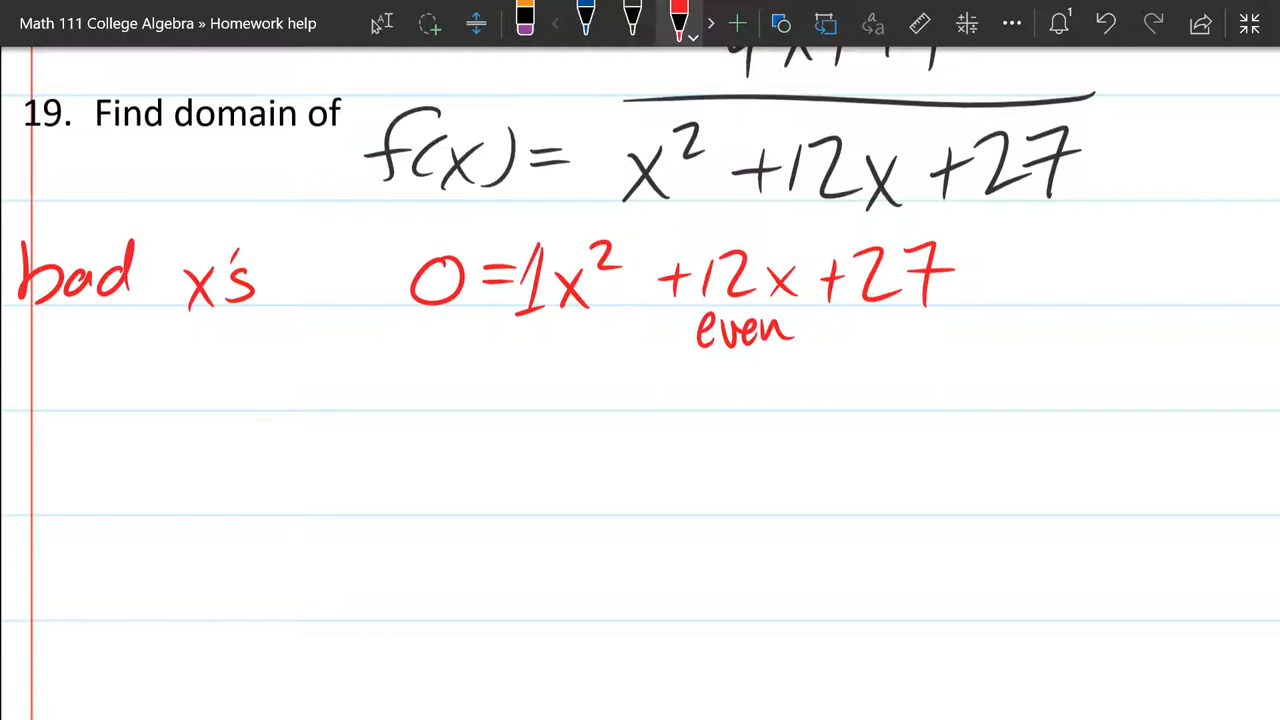 Math 111 College Algebra » Homework help
1
19. Find domain of
f(x) = x² + 12x + 27
bad x's 0 = 1x² + 12x + 27
even